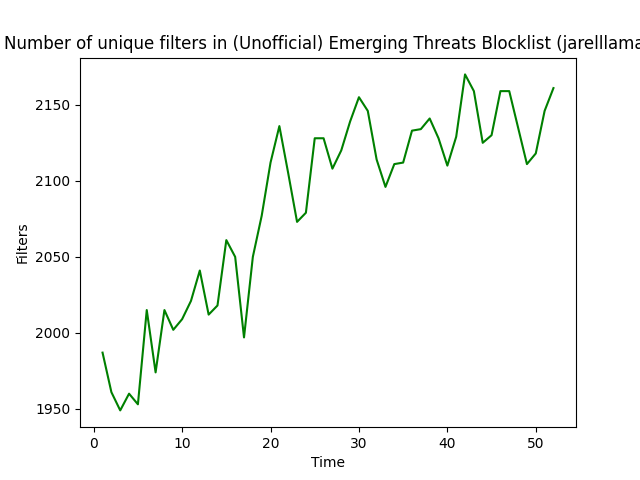 Number of unique filters in (Unofficial) Emerging Threats Blocklist (jarelllama
Filters
2150
2100
2050
2000
1950
0 10 20 30 40 50
Time